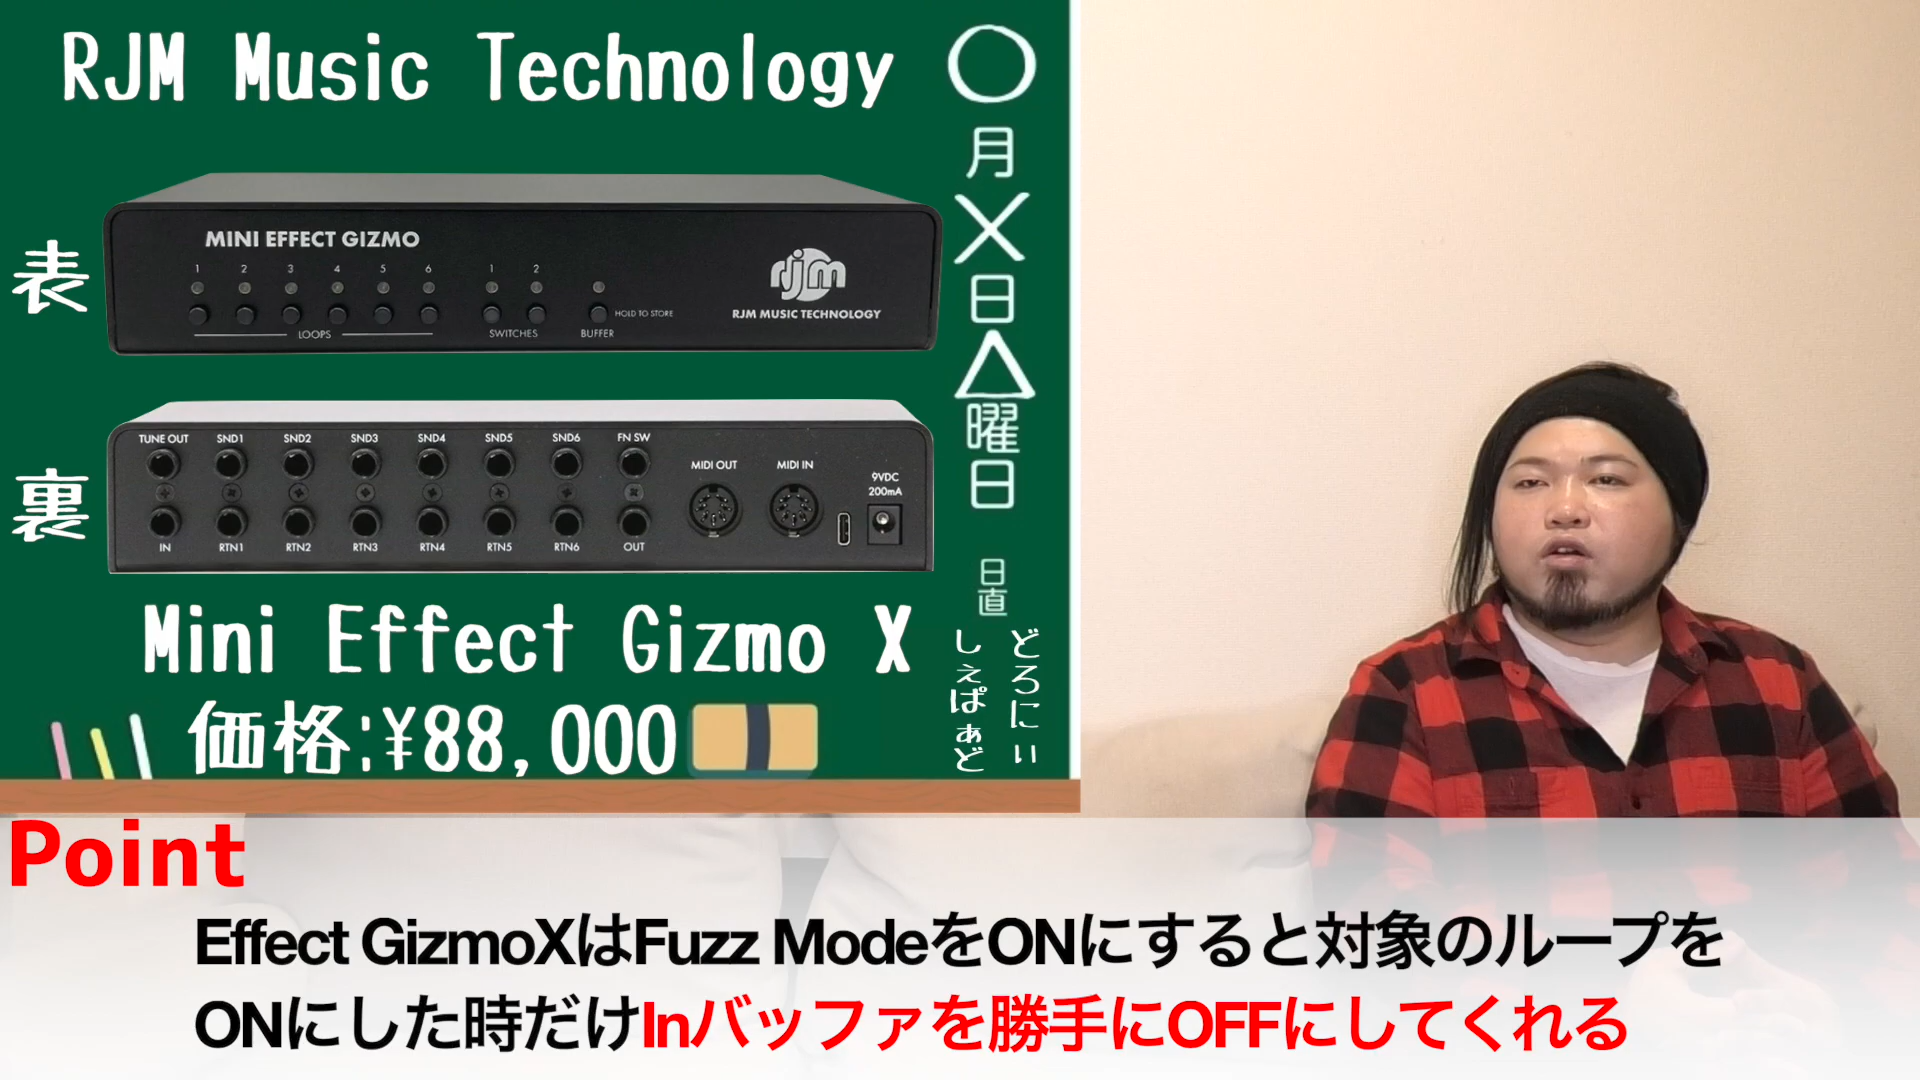 RJM Music Technology
表
MINI EFFECT GIZMO
1 2 3 4 5 6 1 2
HOLD TO STORE
LOOPS SWITCHES BUFFER
rjm
RJM MUSIC TECHNOLOGY
裏
TUNE OUT SND1 SND2 SND3 SND4 SND5 SND6 FN SW
MIDI OUT MIDI IN
9VDC
200mA
IN RTN1 RTN2 RTN3 RTN4 RTN5 RTN6 OUT
Mini Effect Gizmo X
価格:¥88,000
〇月×日△曜日
日直
どろにい
しぇぱぁど
Point
Effect GizmoXはFuzz ModeをONにすると対象のループを
ONにした時だけInバッファを勝手にOFFにしてくれる